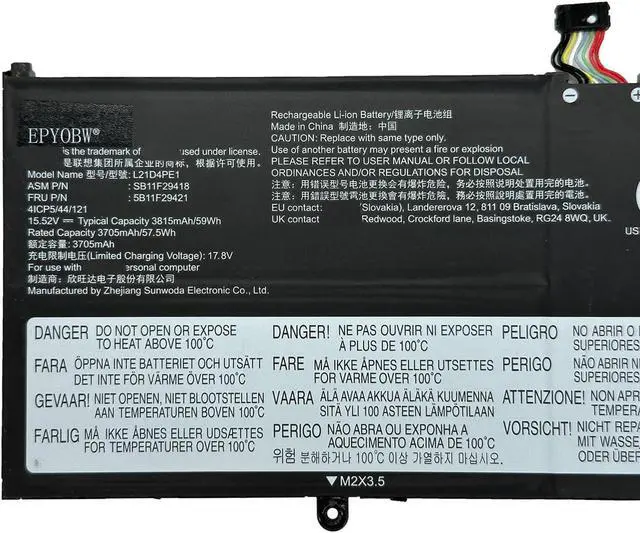 EPYOBW®
is the trademark of used under license.
是联想集团所属企业的商标，根据许可使用。
Model Name 型号/型號: L21D4PE1
ASM P/N : SB11F29418
FRU P/N : 5B11F29421
4ICP5/44/121
15.52V ⎓ Typical Capacity 3815mAh/59Wh
Rated Capacity 3705mAh/57.5Wh
额定容量: 3705mAh
充电限制电压(Limited Charging Voltage): 17.8V
For use with ersonal computer
制造商: 欣旺达电子股份有限公司
Manufactured by Zhejiang Sunwoda Electronic Co., Ltd.
Rechargeable Li-ion Battery/锂离子电池组
Made in China 制造地: 中国
CAUTION: Replace with same type only.
Use of another battery may present a fire or explosion
PLEASE REFER TO USER MANUAL OR FOLLOW LOCAL
ORDINANCES AND/OR REGULATIONS FOR DISPOSAL
注意: 用错型号电池更换会有爆炸危险, 务必按照说明处置用完的电池。
注意: 用錯型號電池更換會有爆炸危險, 請務必按照說明處置用完的電池。
EU contact : (Slovakia), Landererova 12, 811 09 Bratislava, Slovakia
UK contact : Redwood, Crockford lane, Basingstoke, RG24 8WQ, UK.
DANGER DO NOT OPEN OR EXPOSE
TO HEAT ABOVE 100°C
FARA ÖPPNA INTE BATTERIET OCH UTSÄTT
DET INTE FÖR VÄRME ÖVER 100°C
GEVAAR! NIET OPENEN, NIET BLOOTSTELLEN
AAN TEMPERATUREN BOVEN 100°C
FARLIG MÅ IKKE ÅBNES ELLER UDSÆTTES
FOR TEMPERATURER OVER 100°C
DANGER! NE PAS OUVRIR NI EXPOSER
À PLUS DE 100°C
FARE MÅ IKKE ÅPNES ELLER UTSETTES
FOR VARME OVER 100°C
VAARA ÄLÄ AVAA AKKUA ÄLÄKÄ KUUMENNA
SITÄ YLI 100 ASTEEN LÄMPÖTILAAN
PERIGO NÃO ABRA OU EXPONHA A
AQUECIMENTO ACIMA DE 100°C
위험 분해하거나 100°C 이상 가열하지 마십시오.
PELIGRO NO ABRIR O
SUPERIORES
PERIGO NÃO ABRIR NE
SUPERIORES
ATTENZIONE! NON APRIR
SUPERIORI
VORSICHT! NICHT REPA
MIT WASSE
ODER ÜBER
▼M2X3.5
US